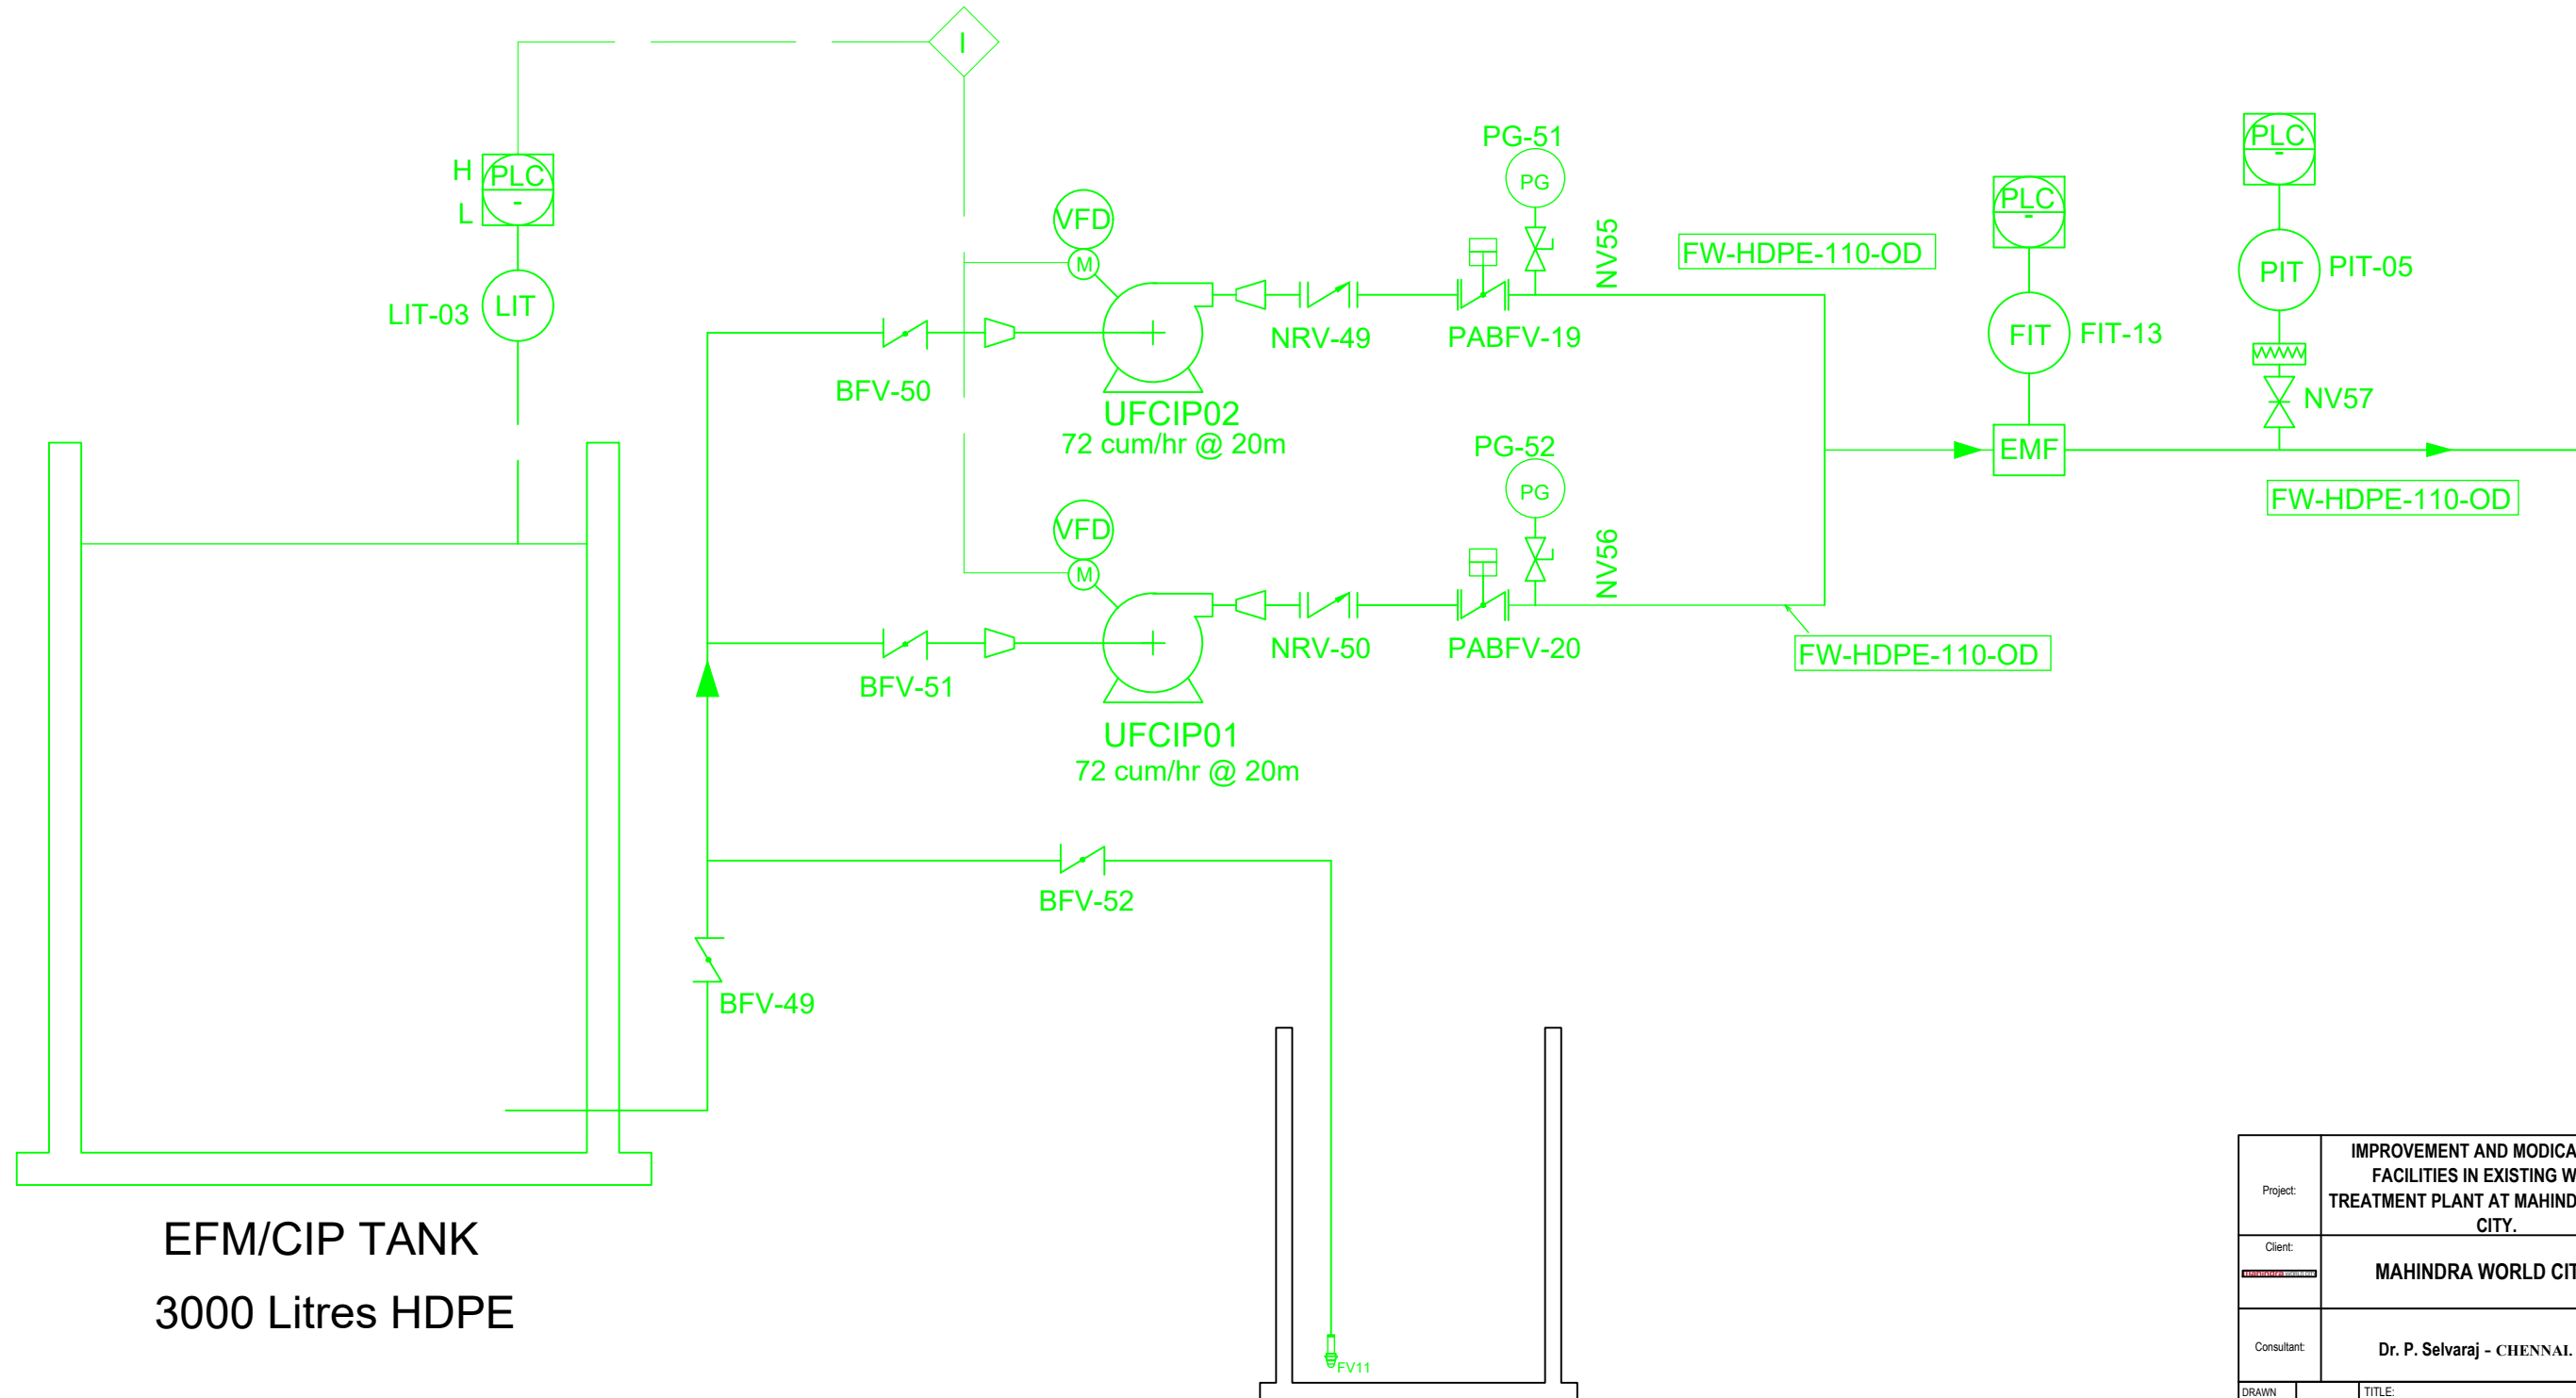 I
H
L
PLC
-
LIT-03
LIT
VFD
M
BFV-50
UFCIP02
72 cum/hr @ 20m
NRV-49
PABFV-19
PG-51
PG
NV55
FW-HDPE-110-OD
PLC
-
FIT
FIT-13
EMF
PLC
-
PIT
PIT-05
NV57
FW-HDPE-110-OD
VFD
M
BFV-51
UFCIP01
72 cum/hr @ 20m
NRV-50
PABFV-20
PG-52
PG
NV56
FW-HDPE-110-OD
BFV-52
BFV-49
FV11
EFM/CIP TANK
3000 Litres HDPE
Project:
IMPROVEMENT AND MODICA
FACILITIES IN EXISTING W
TREATMENT PLANT AT MAHIND
CITY.
Client:
MAHINDRA WORLD CIT
Consultant:
Dr. P. Selvaraj - CHENNAI.
DRAWN
TITLE: